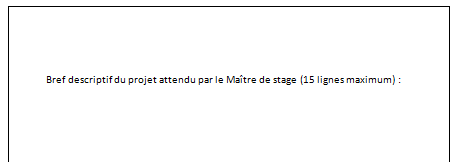 Bref descriptif du projet attendu par le Maître de stage (15 lignes maximum) :